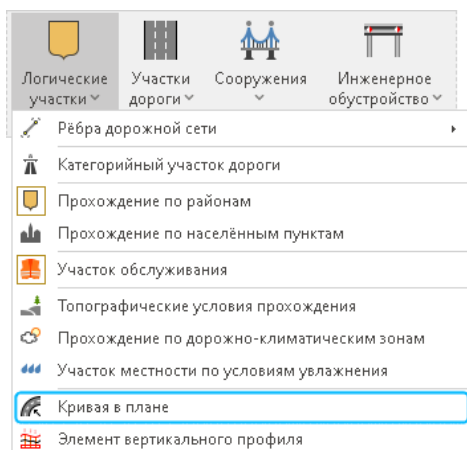 Логические участки
Участки дороги
Сооружения
Инженерное обустройство
Рёбра дорожной сети
Категорийный участок дороги
Прохождение по районам
Прохождение по населённым пунктам
Участок обслуживания
Топографические условия прохождения
Прохождение по дорожно-климатическим зонам
Участок местности по условиям увлажнения
Кривая в плане
Элемент вертикального профиля